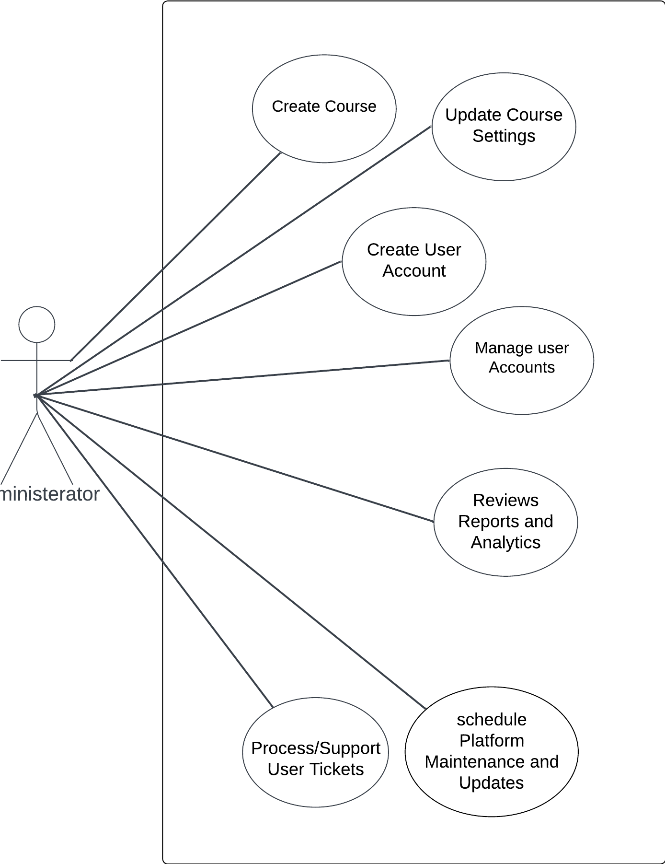 Create Course
Update Course
Settings
Create User
Account
Manage user
Accounts
Reviews
Reports and
Analytics
ministerator
Process/Support
User Tickets
schedule
Platform
Maintenance and
Updates